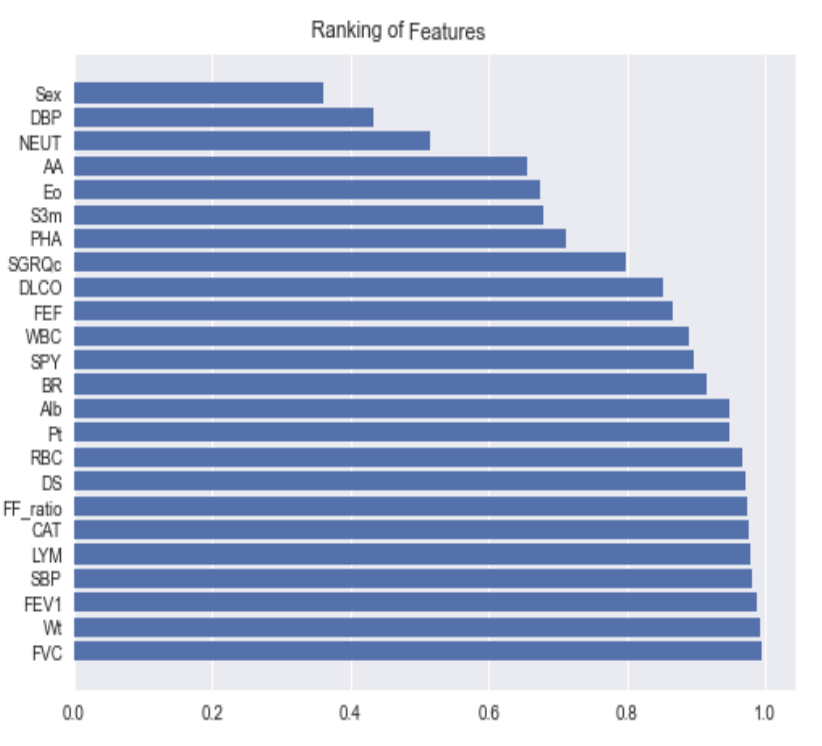 Ranking of Features
Sex
DBP
NEUT
AA
Eo
S3m
PHA
SGRQc
DLCO
FEF
WBC
SPY
BR
Alb
Pt
RBC
DS
FF_ratio
CAT
LYM
SBP
FEV1
Wt
FVC
0.0 0.2 0.4 0.6 0.8 1.0